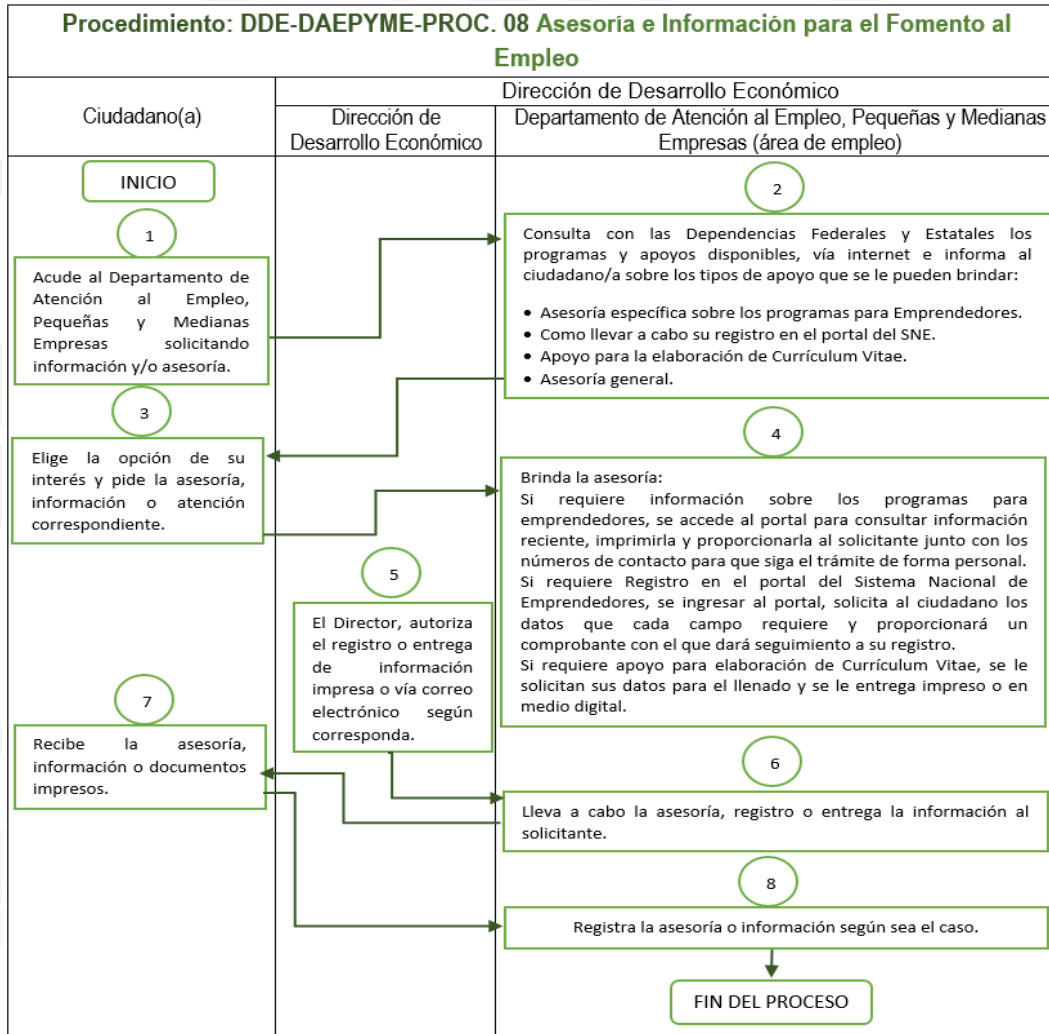 Procedimiento: DDE-DAEPYME-PROC. 08 Asesoría e Información para el Fomento al
Empleo
Ciudadano(a)
Dirección de Desarrollo Económico
Dirección de
Desarrollo Económico
Departamento de Atención al Empleo, Pequeñas y Medianas
Empresas (área de empleo)
INICIO
1
Acude al Departamento de
Atención al Empleo,
Pequeñas y Medianas
Empresas solicitando
información y/o asesoría.
2
Consulta con las Dependencias Federales y Estatales los
programas y apoyos disponibles, vía internet e informa al
ciudadano/a sobre los tipos de apoyo que se le pueden brindar:
• Asesoría específica sobre los programas para Emprendedores.
• Como llevar a cabo su registro en el portal del SNE.
• Apoyo para la elaboración de Currículum Vitae.
• Asesoría general.
3
Elige la opción de su
interés y pide la asesoría,
información o atención
correspondiente.
4
Brinda la asesoría:
Si requiere información sobre los programas para
emprendedores, se accede al portal para consultar información
reciente, imprimirla y proporcionarla al solicitante junto con los
números de contacto para que siga el trámite de forma personal.
Si requiere Registro en el portal del Sistema Nacional de
Emprendedores, se ingresar al portal, solicita al ciudadano los
datos que cada campo requiere y proporcionará un
comprobante con el que dará seguimiento a su registro.
Si requiere apoyo para elaboración de Currículum Vitae, se le
solicitan sus datos para el llenado y se le entrega impreso o en
medio digital.
5
El Director, autoriza
el registro o entrega
de información
impresa o vía correo
electrónico según
corresponda.
6
Lleva a cabo la asesoría, registro o entrega la información al
solicitante.
7
Recibe la asesoría,
información o documentos
impresos.
8
Registra la asesoría o información según sea el caso.
FIN DEL PROCESO